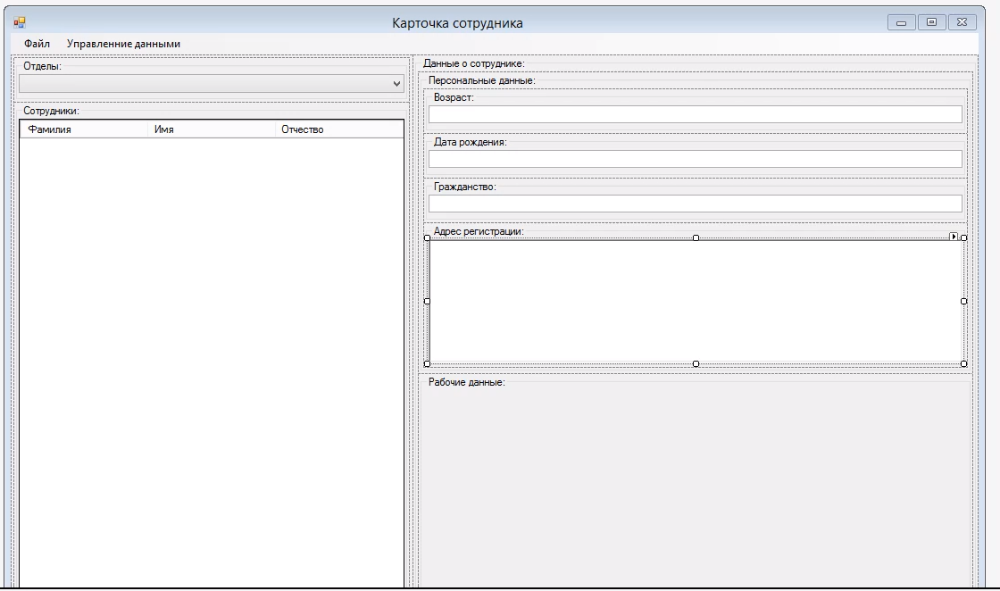 Карточка сотрудника
Файл Управленние данными
Отделы:
Сотрудники:
Фамилия Имя Отчество
Данные о сотруднике:
Персональные данные:
Возраст:
Дата рождения:
Гражданство:
Адрес регистрации:
Рабочие данные: